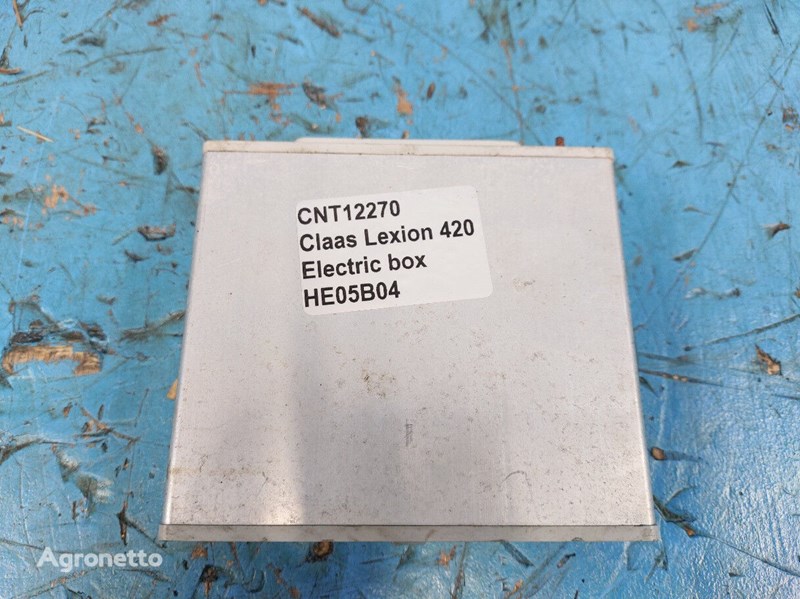 CNT12270
Claas Lexion 420
Electric box
HE05B04
Agronetto